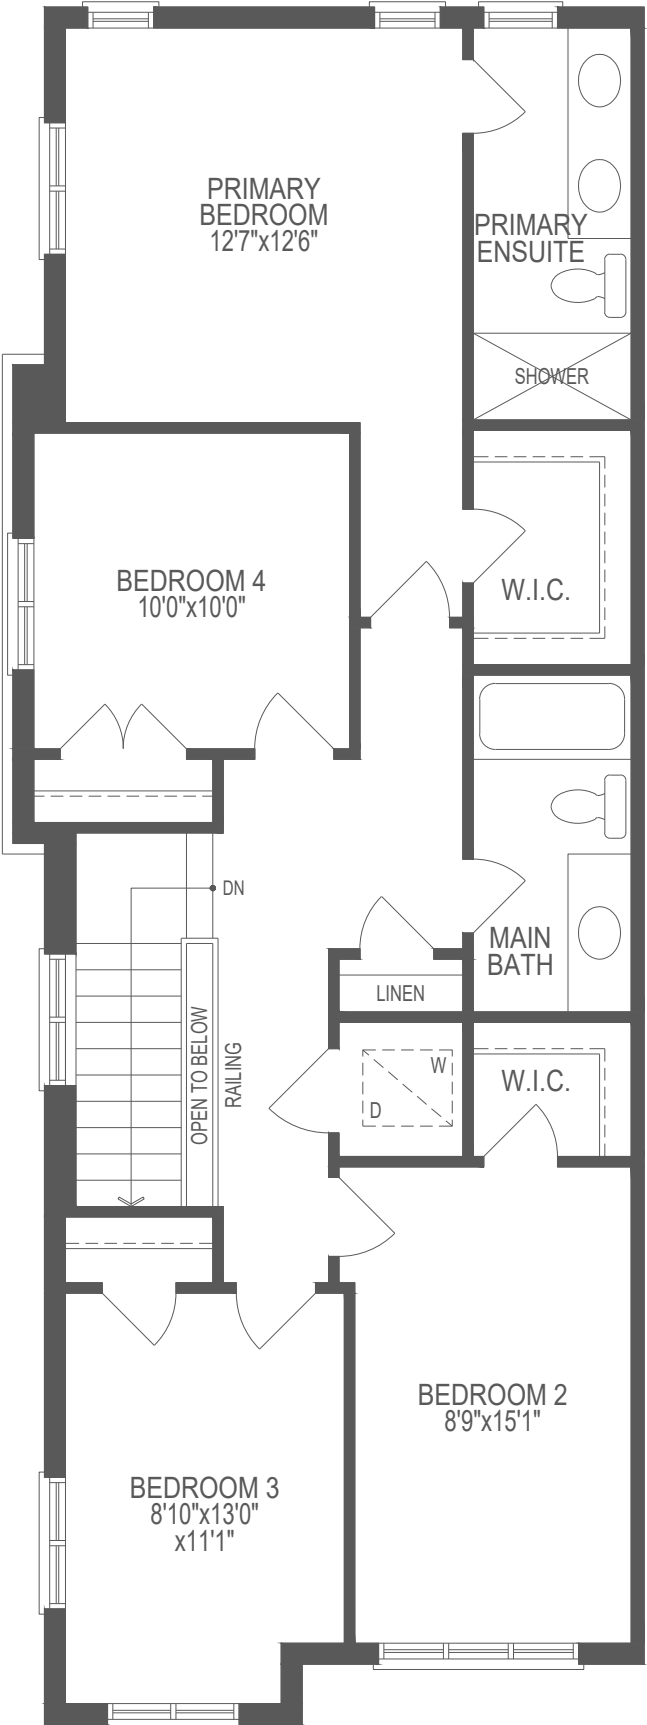 PRIMARY
BEDROOM
12'7"x12'6"
PRIMARY
ENSUITE
SHOWER
BEDROOM 4
10'0"x10'0"
W.I.C.
DN
MAIN
BATH
LINEN
OPEN TO BELOW
RAILING
W
D
W.I.C.
BEDROOM 2
8'9"x15'1"
BEDROOM 3
8'10"x13'0"
x11'1"